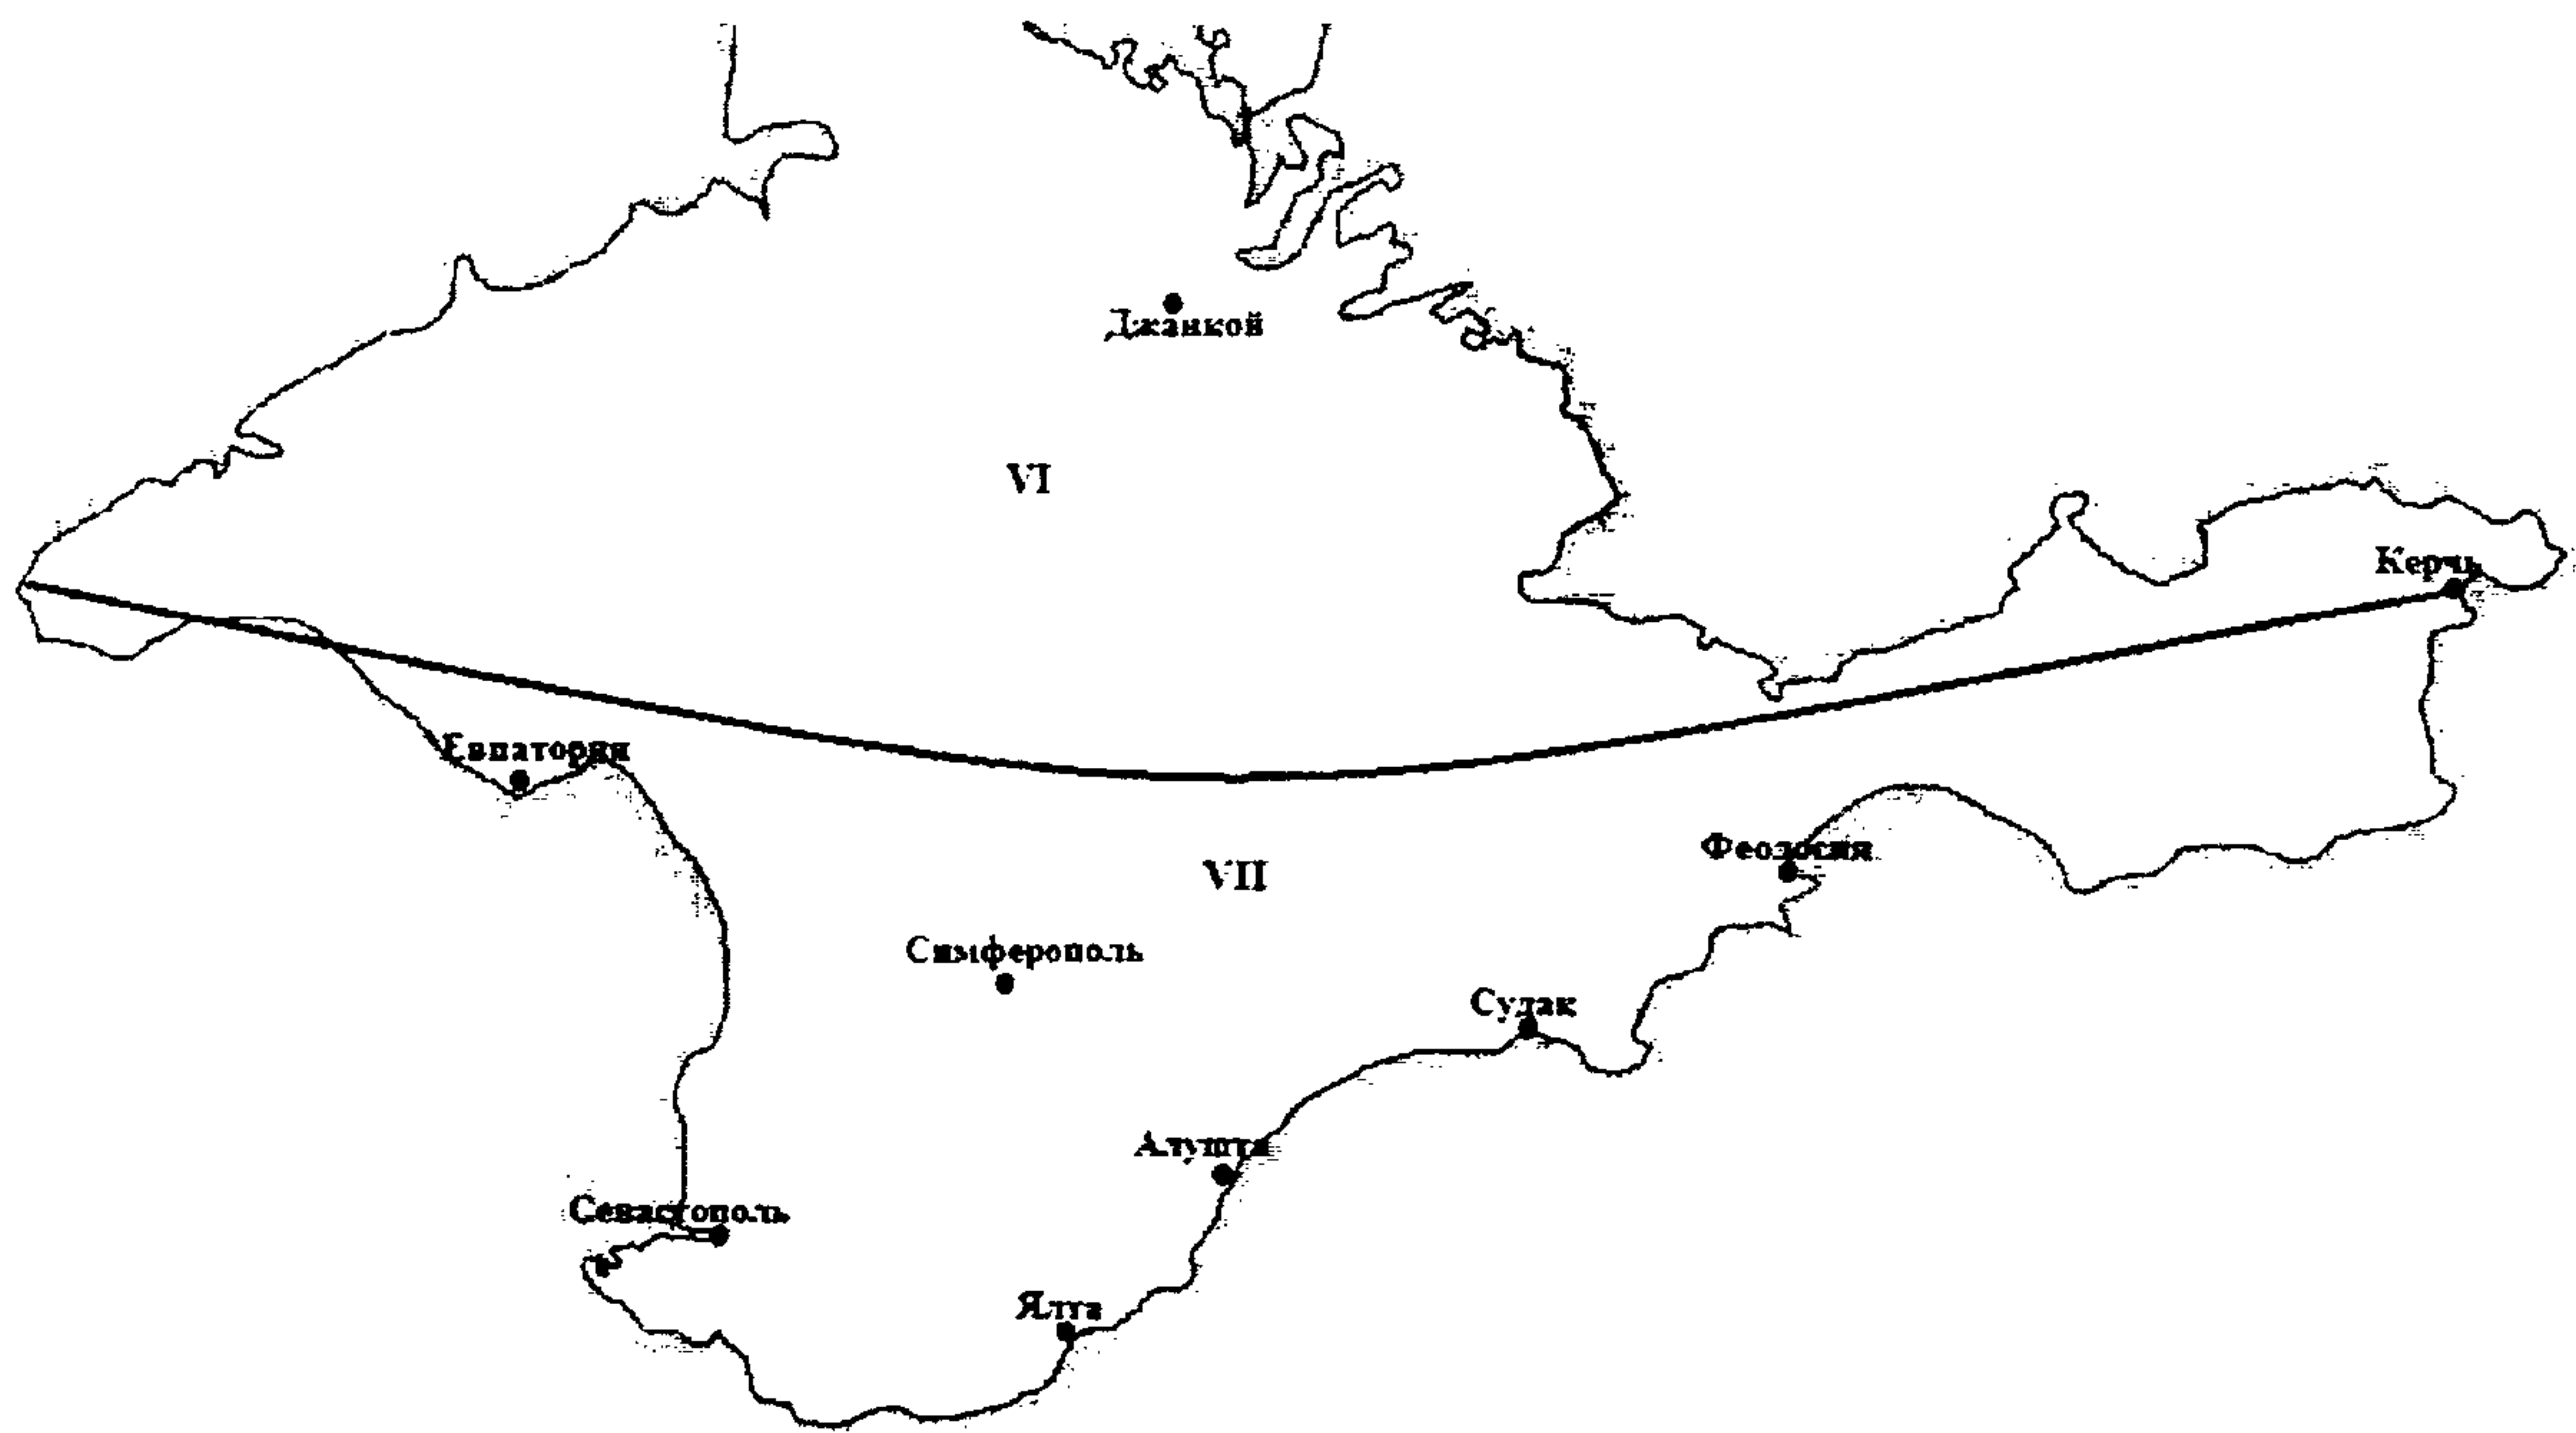 Джанкой
VI
Керчь
Евпатория
Феодосия
VII
Симферополь
Судак
Алушта
Севастополь
Ялта